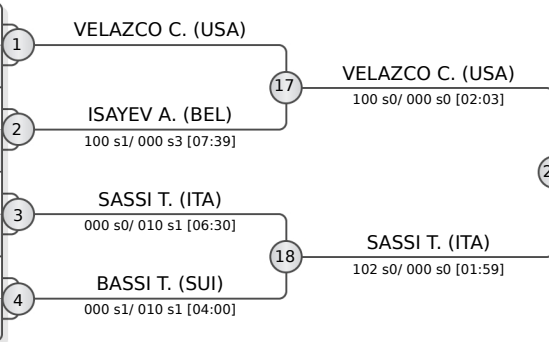 VELAZCO C. (USA)
1
17
VELAZCO C. (USA)
100 s0/ 000 s0 [02:03]
ISAYEV A. (BEL)
2
100 s1/ 000 s3 [07:39]
SASSI T. (ITA)
3
000 s0/ 010 s1 [06:30]
18
SASSI T. (ITA)
102 s0/ 000 s0 [01:59]
BASSI T. (SUI)
4
000 s1/ 010 s1 [04:00]